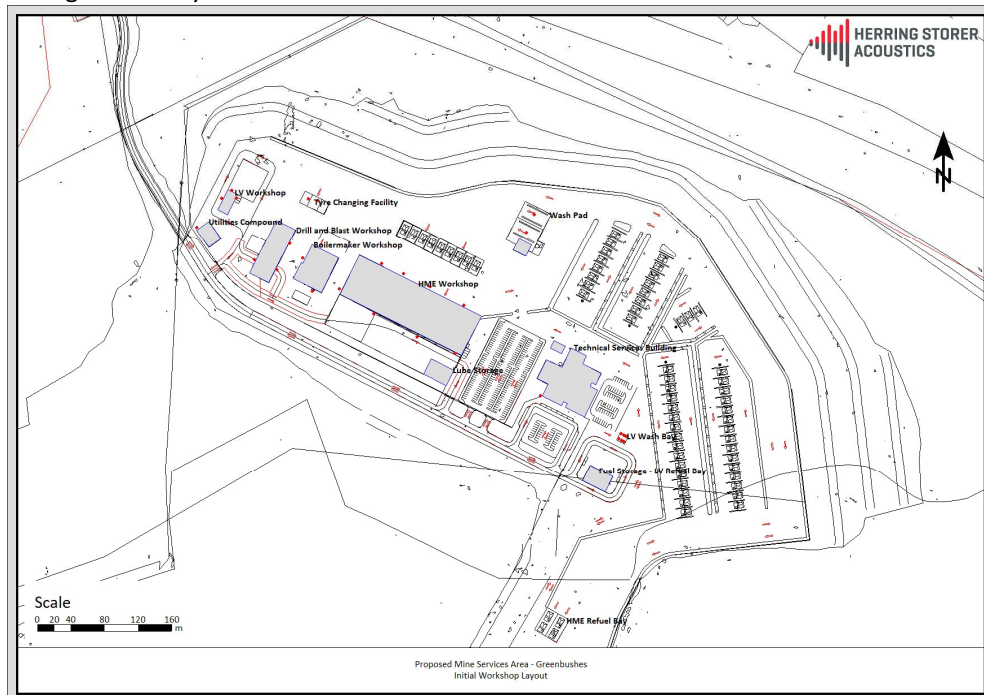 HERRING STORER
ACOUSTICS
N
LV Workshop
Tyre Changing Facility
Utilities Compound
Drill and Blast Workshop
Boilermaker Workshop
Wash Pad
HME Workshop
Technical Services Building
Lube Storage
LV Wash Bay
Fuel Storage - LV Refuel Bay
HME Refuel Bay
Scale
0 20 40 80 120 160
m
Proposed Mine Services Area - Greenbushes
Initial Workshop Layout